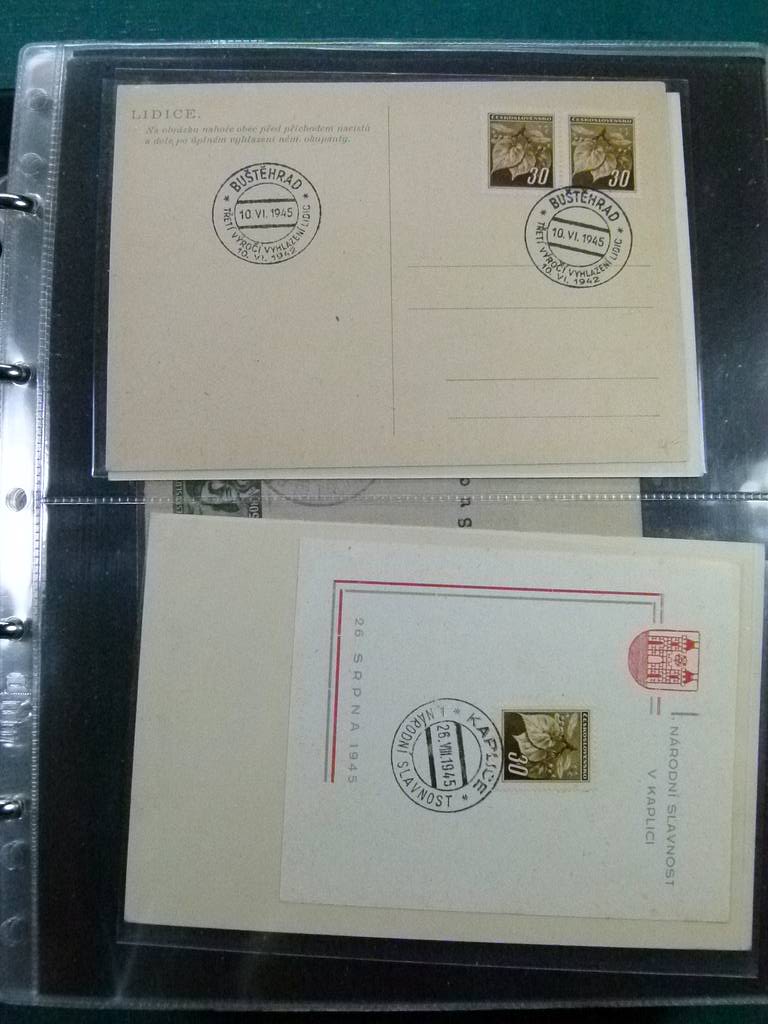 LIDICE.
Na obrázku nahoře obec před příchodem nacistů
a dole po úplném vyhlazení něm. okupanty.
ČESKOSLOVENSKO
30
ČESKOSLOVENSKO
30
* BUŠTĚHRAD *
10.VI.1945
TŘETÍ VÝROČÍ VYHLAZENÍ LIDIC
10.VI.1942
* BUŠTĚHRAD *
10.VI.1945
TŘETÍ VÝROČÍ VYHLAZENÍ LIDIC
10.VI.1942
50
on S
I. NÁRODNÍ SLAVNOST
V KAPLICI
ČESKOSLOVENSKO
30
* KAPLICE *
26.VIII.1945
I. NÁRODNÍ SLAVNOST
26. SRPNA 1945